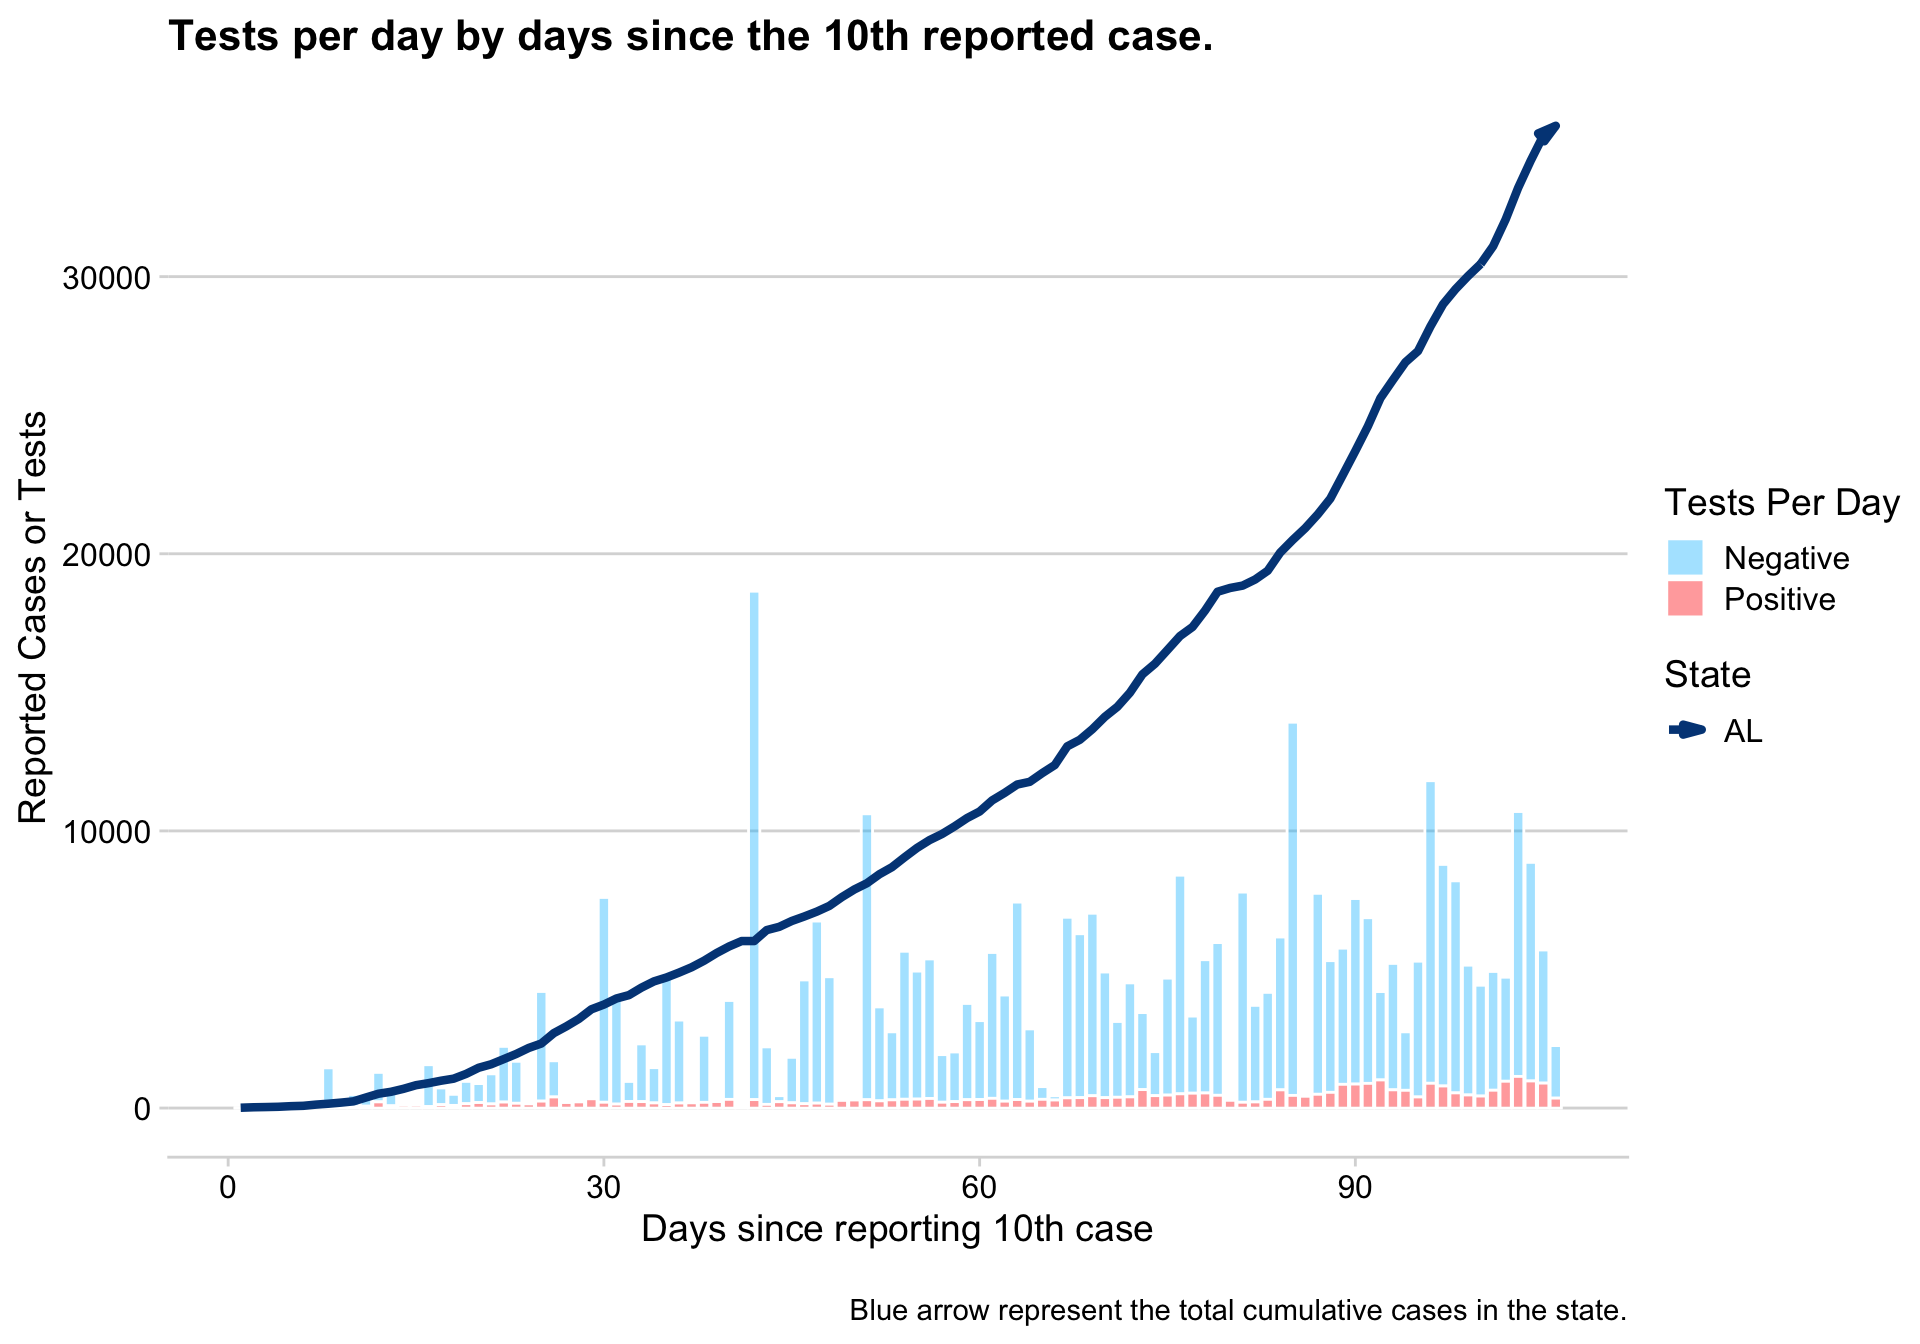 Tests per day by days since the 10th reported case.
Reported Cases or Tests
30000
20000
10000
0
0
30
60
90
Days since reporting 10th case
Tests Per Day
Negative
Positive
State
AL
Blue arrow represent the total cumulative cases in the state.